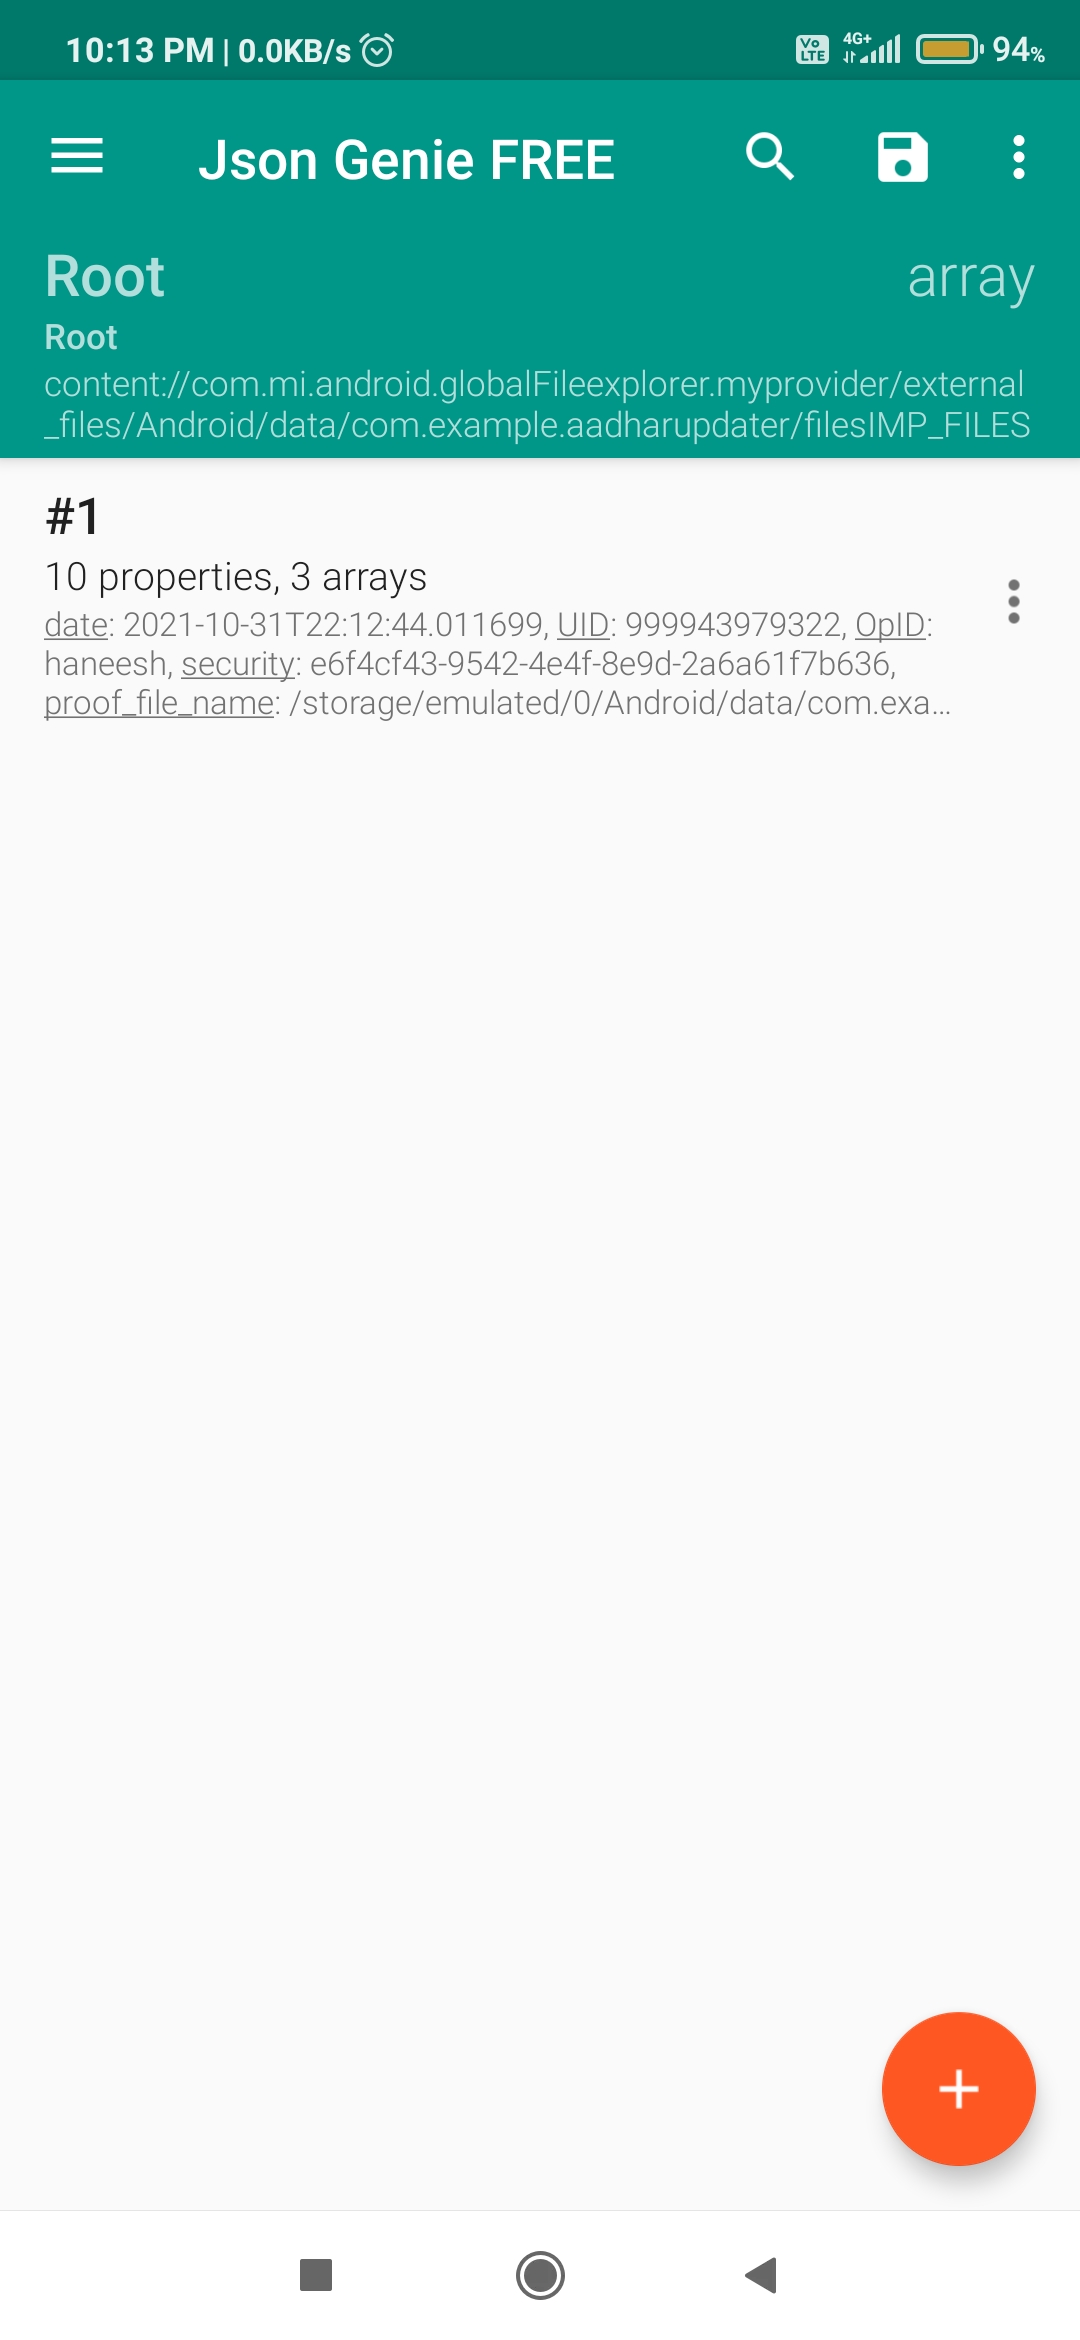 10:13 PM | 0.0KB/s
Vo LTE 4G+ 94%
Json Genie FREE
Root array
Root
content://com.mi.android.globalFileexplorer.myprovider/external
_files/Android/data/com.example.aadharupdater/filesIMP_FILES
#1
10 properties, 3 arrays
date: 2021-10-31T22:12:44.011699, UID: 999943979322, OpID:
haneesh, security: e6f4cf43-9542-4e4f-8e9d-2a6a61f7b636,
proof_file_name: /storage/emulated/0/Android/data/com.exa...